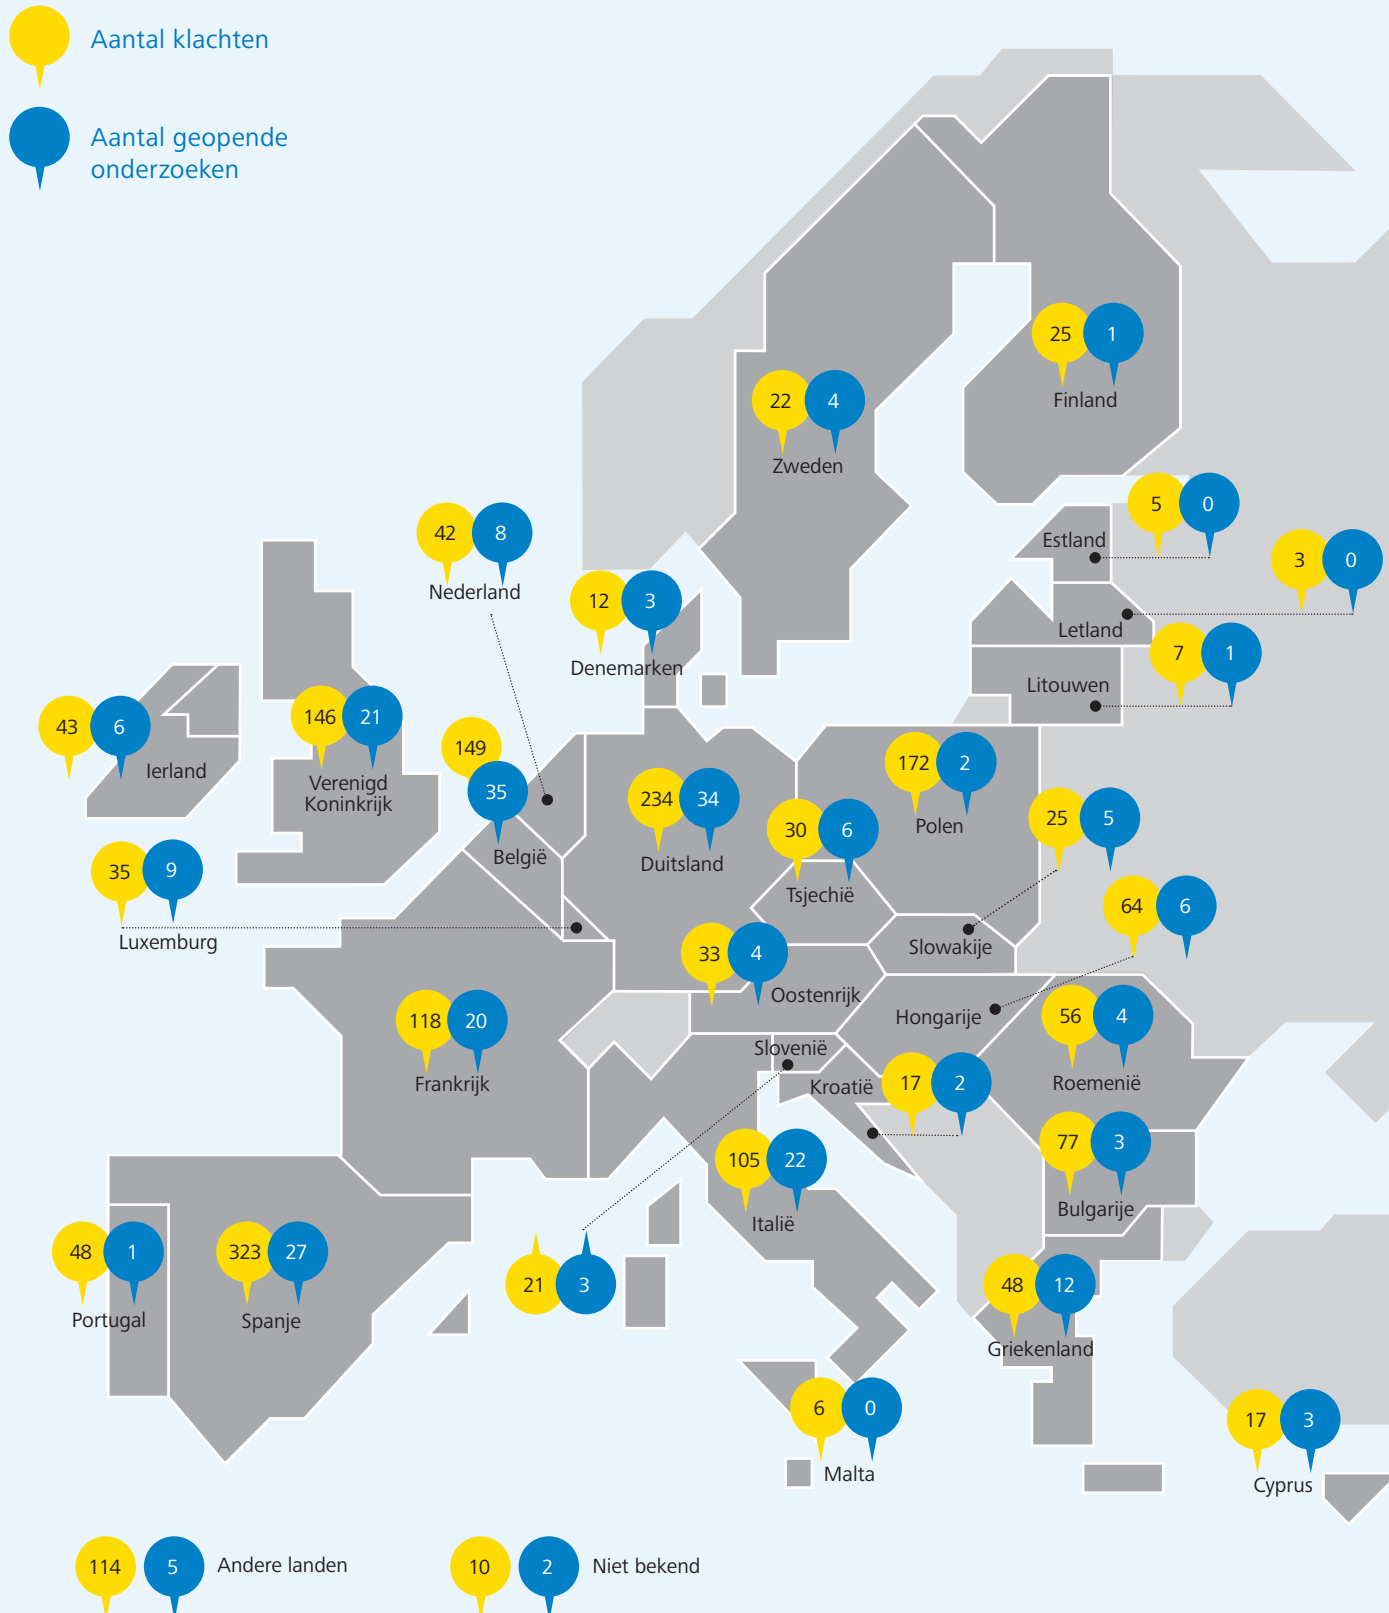 Aantal klachten
Aantal geopende
onderzoeken
25 1
Finland
22 4
Zweden
5 0
Estland
3 0
Letland
7 1
Litouwen
42 8
Nederland
12 3
Denemarken
43 6
Ierland
146 21
Verenigd
Koninkrijk
149
35
België
234 34
Duitsland
172 2
Polen
30 6
Tsjechië
25 5
Slowakije
35 9
Luxemburg
64 6
Hongarije
33 4
Oostenrijk
118 20
Frankrijk
56 4
Roemenië
Slovenië
21 3
Kroatië
17 2
77 3
Bulgarije
105 22
Italië
48 1
Portugal
323 27
Spanje
48 12
Griekenland
6 0
Malta
17 3
Cyprus
114 5 Andere landen
10 2 Niet bekend